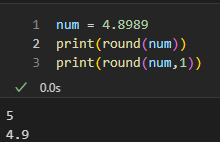 1 num = 4.8989
2 print(round(num))
3 print(round(num,1))
0.0s
5
4.9